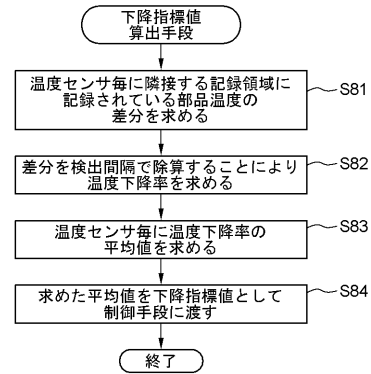 下降指標値
算出手段
温度センサ毎に隣接する記録領域に
記録されている部品温度の
差分を求める
S81
差分を検出間隔で除算することにより
温度下降率を求める
S82
温度センサ毎に温度下降率の
平均値を求める
S83
求めた平均値を下降指標値として
制御手段に渡す
S84
終了